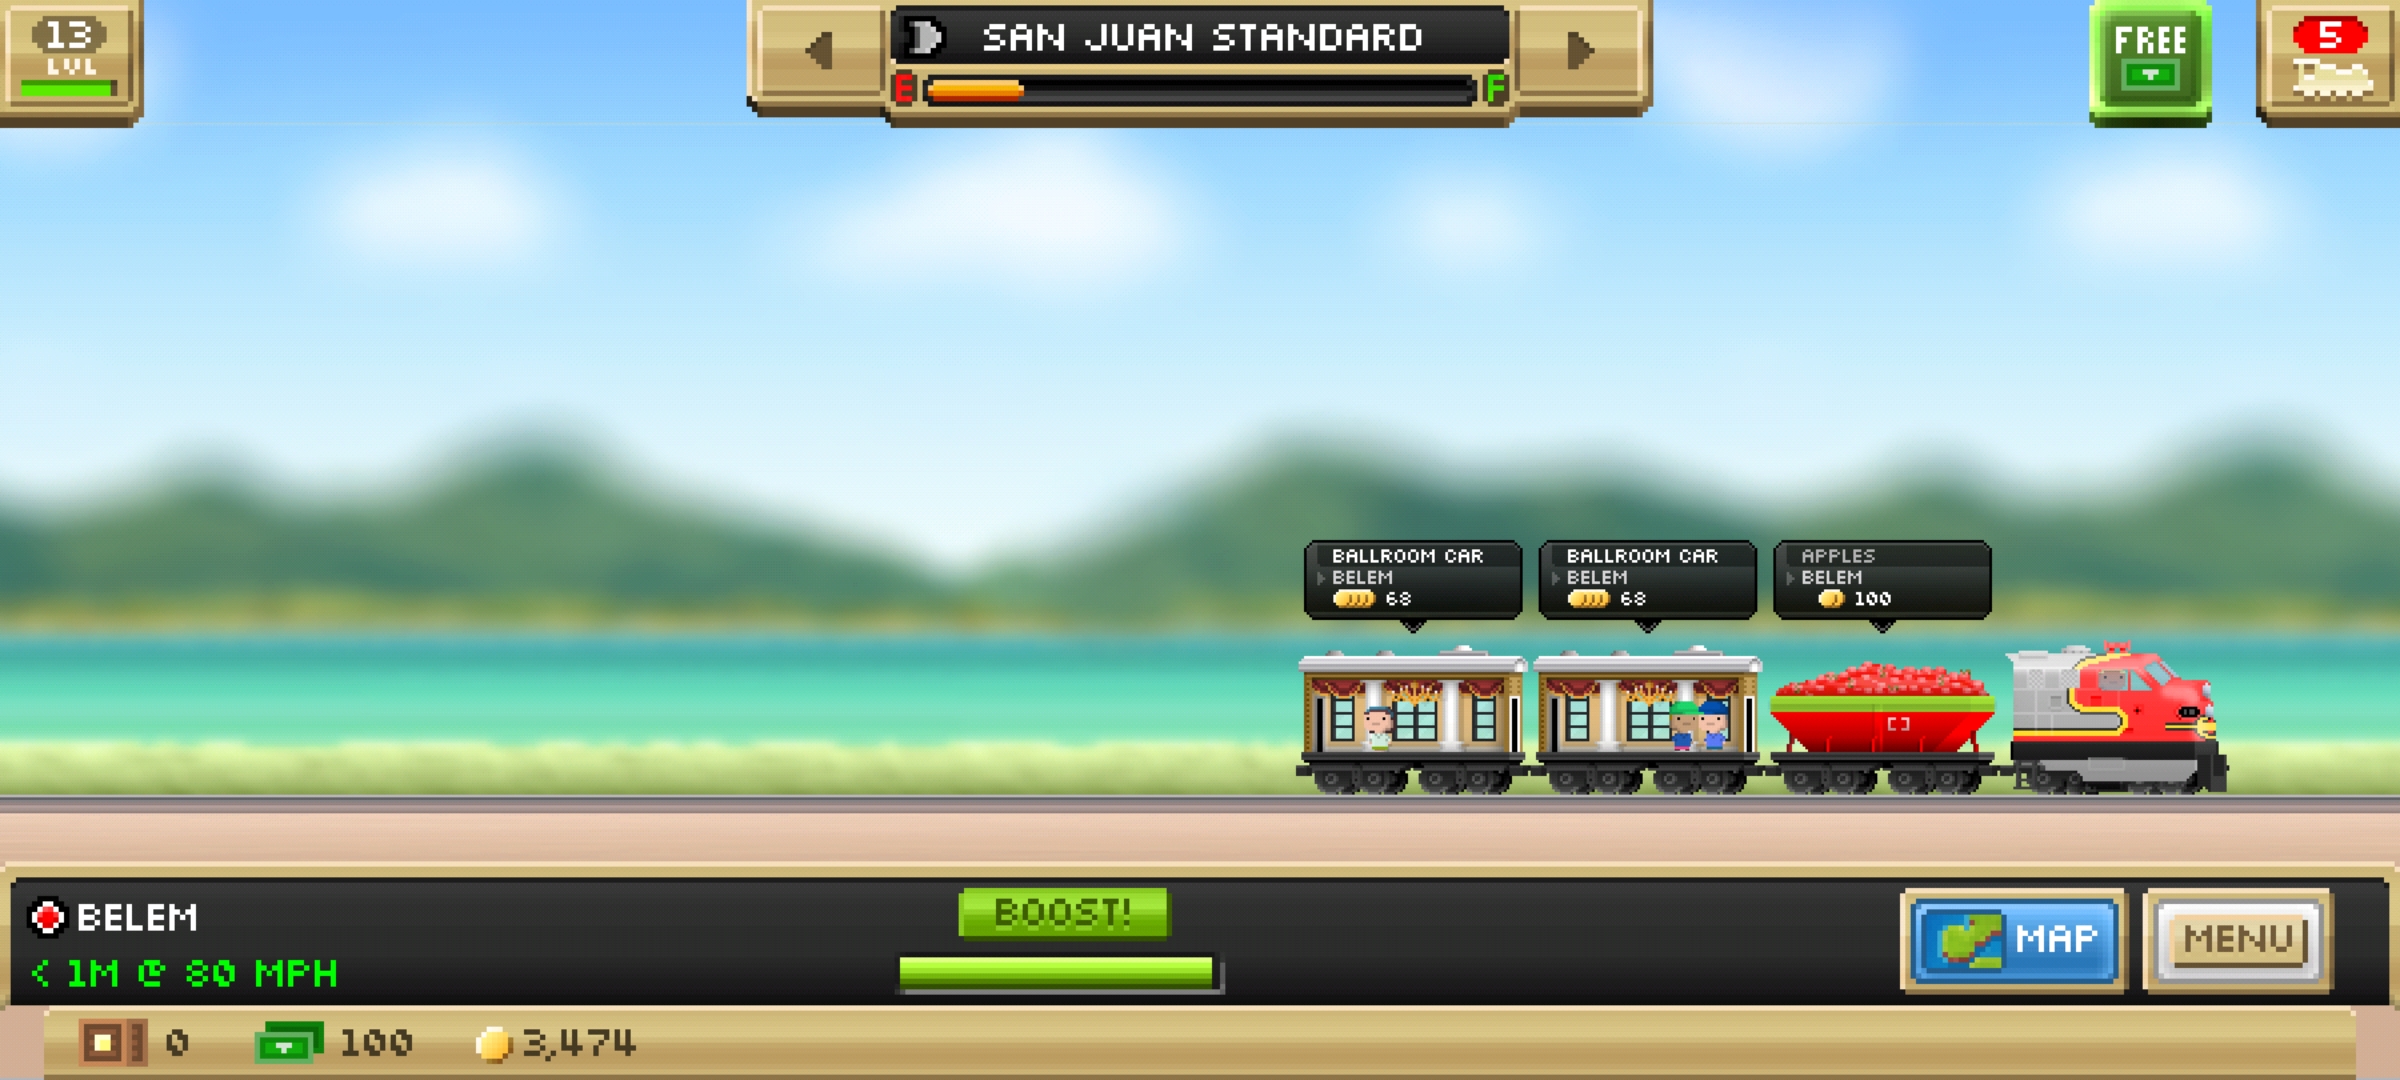 13
LVL
SAN JUAN STANDARD
E F
FREE
5
BALLROOM CAR
BELEM
68
BALLROOM CAR
BELEM
68
APPLES
BELEM
100
BELEM
< 1M @ 80 MPH
BOOST!
MAP
MENU
0
100
3,474